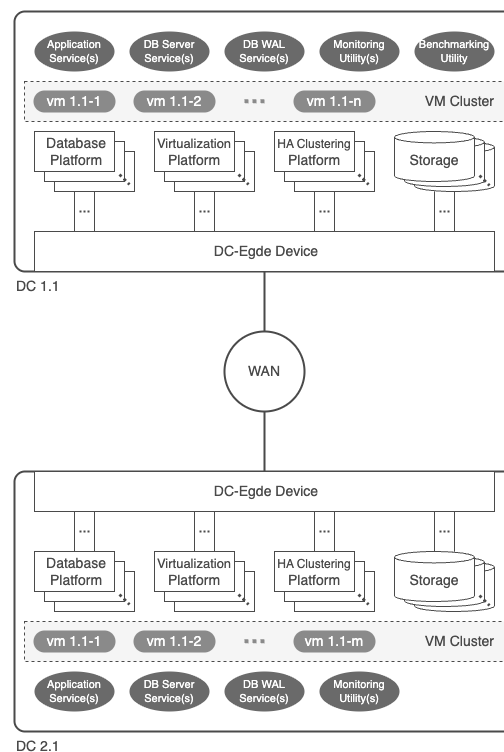 Application
Service(s)
DB Server
Service(s)
DB WAL
Service(s)
Monitoring
Utility(s)
Benchmarking
Utility
vm 1.1-1
vm 1.1-2
...
vm 1.1-n
VM Cluster
Database
Platform
Virtualization
Platform
HA Clustering
Platform
Storage
...
...
...
...
DC-Egde Device
DC 1.1
WAN
DC-Egde Device
...
...
...
...
Database
Platform
Virtualization
Platform
HA Clustering
Platform
Storage
vm 1.1-1
vm 1.1-2
...
vm 1.1-m
VM Cluster
Application
Service(s)
DB Server
Service(s)
DB WAL
Service(s)
Monitoring
Utility(s)
DC 2.1